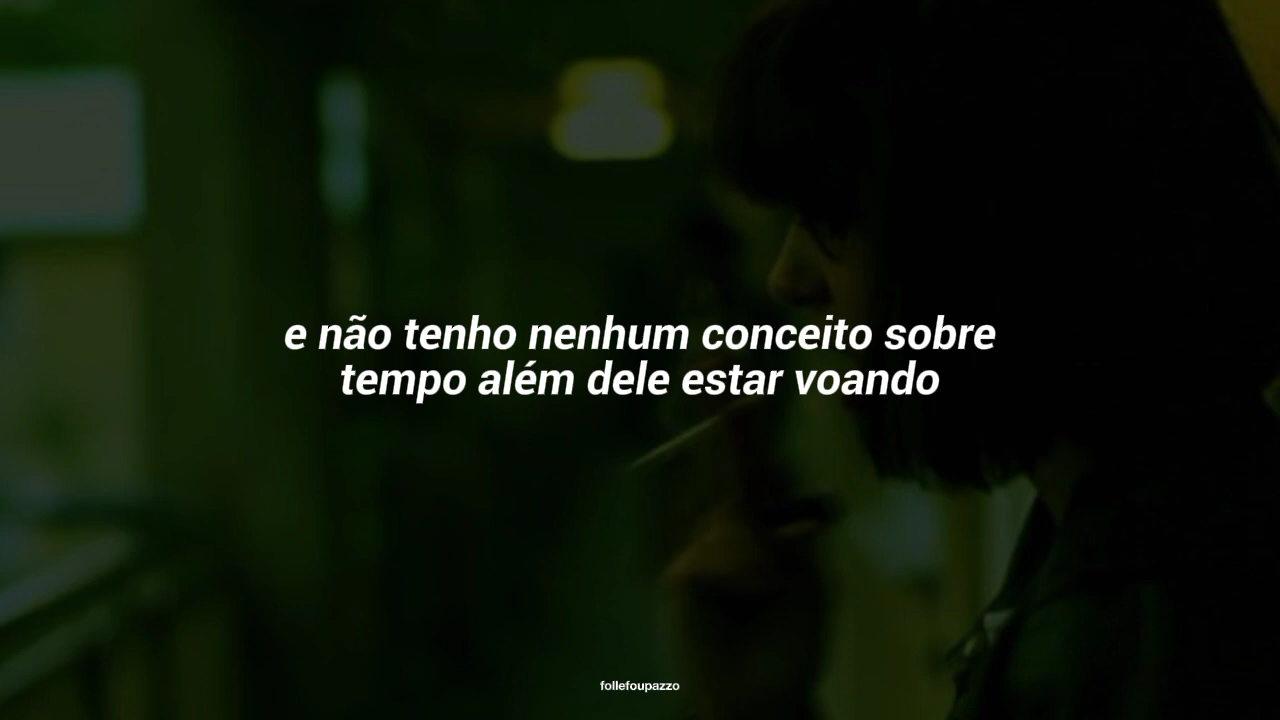 e não tenho nenhum conceito sobre
tempo além dele estar voando
follefoupazzo